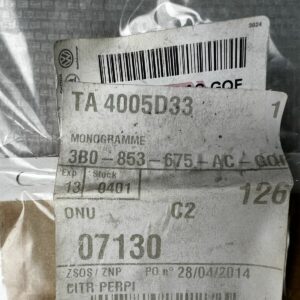 TA 4005D33 1
MONOGRAMME
3B0-853-675-AC-GQF
Exp Stock
13 0401
126
ONU C2
07130
ZSOS/ ZNP PO n° 28/04/2014
CITR PERPI